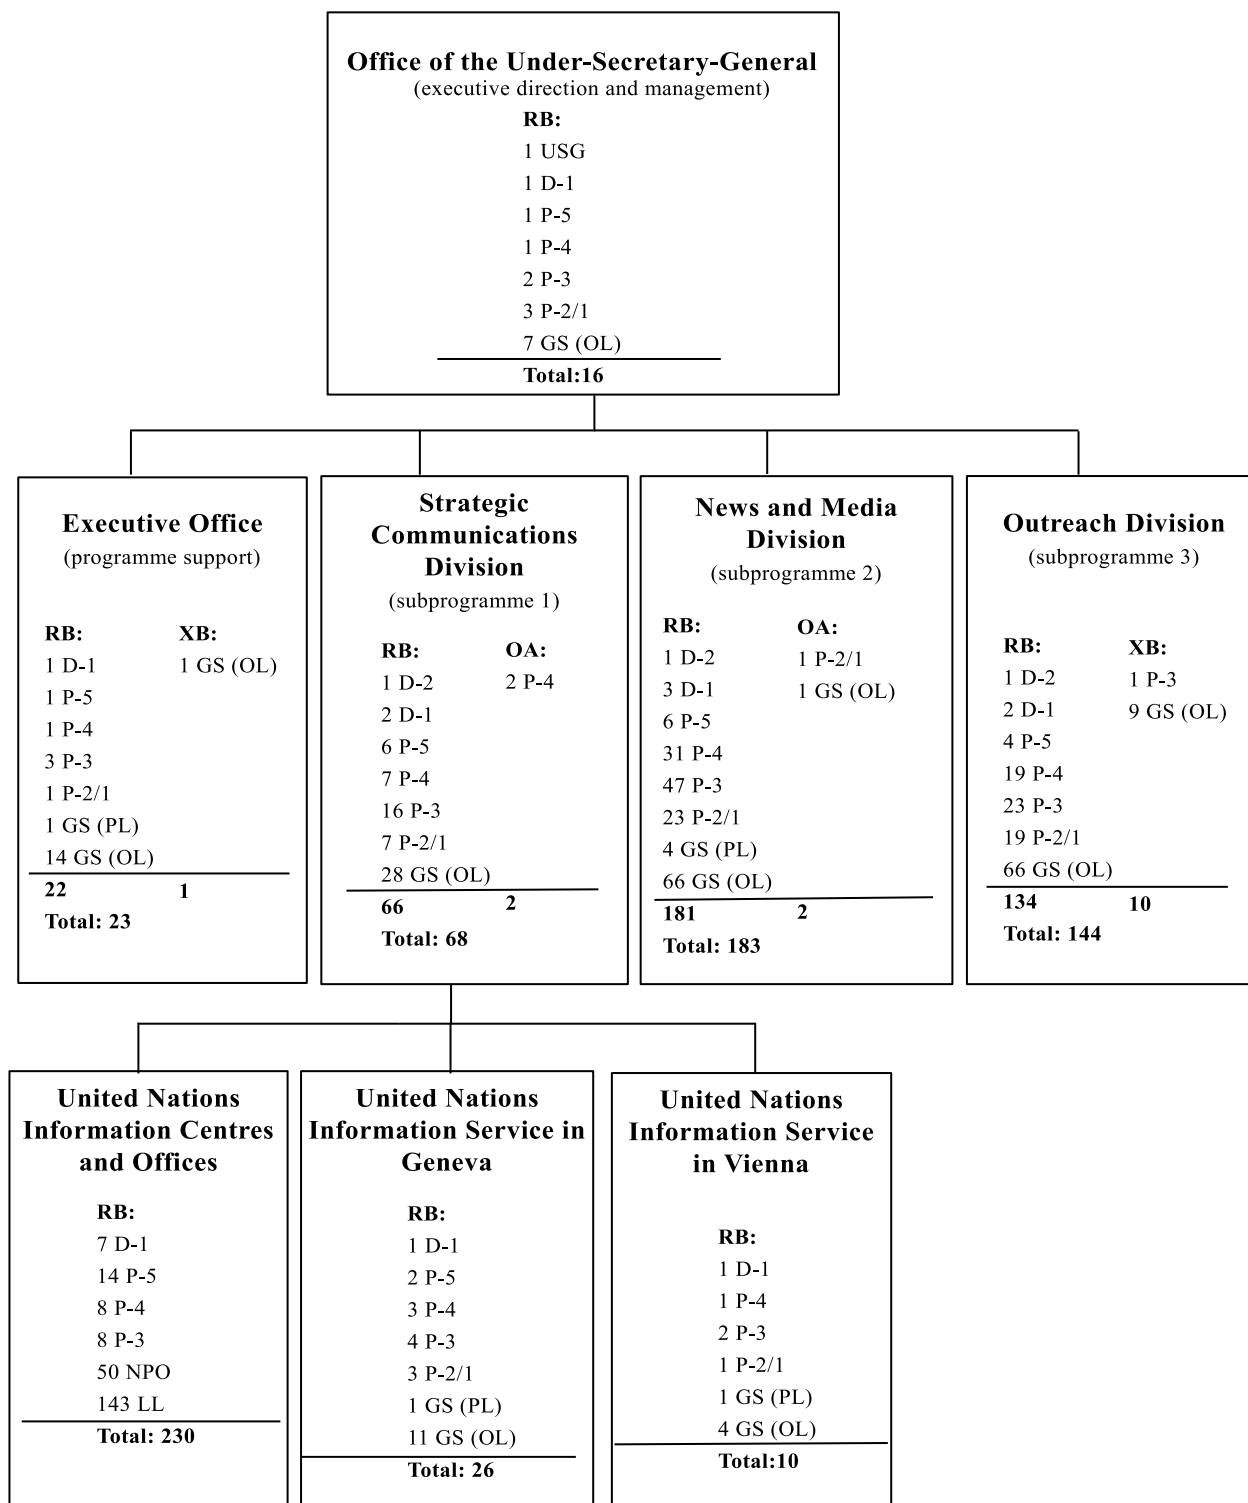 Office of the Under-Secretary-General
(executive direction and management)
RB:
1 USG
1 D-1
1 P-5
1 P-4
2 P-3
3 P-2/1
7 GS (OL)
Total:16
Executive Office
(programme support)
RB: XB:
1 D-1 1 GS (OL)
1 P-5
1 P-4
3 P-3
1 P-2/1
1 GS (PL)
14 GS (OL)
22 1
Total: 23
Strategic
Communications
Division
(subprogramme 1)
RB: OA:
1 D-2 2 P-4
2 D-1
6 P-5
7 P-4
16 P-3
7 P-2/1
28 GS (OL)
66 2
Total: 68
News and Media
Division
(subprogramme 2)
RB: OA:
1 D-2 1 P-2/1
3 D-1 1 GS (OL)
6 P-5
31 P-4
47 P-3
23 P-2/1
4 GS (PL)
66 GS (OL)
181 2
Total: 183
Outreach Division
(subprogramme 3)
RB: XB:
1 D-2 1 P-3
2 D-1 9 GS (OL)
4 P-5
19 P-4
23 P-3
19 P-2/1
66 GS (OL)
134 10
Total: 144
United Nations
Information Centres
and Offices
RB:
7 D-1
14 P-5
8 P-4
8 P-3
50 NPO
143 LL
Total: 230
United Nations
Information Service in
Geneva
RB:
1 D-1
2 P-5
3 P-4
4 P-3
3 P-2/1
1 GS (PL)
11 GS (OL)
Total: 26
United Nations
Information Service
in Vienna
RB:
1 D-1
1 P-4
2 P-3
1 P-2/1
1 GS (PL)
4 GS (OL)
Total:10